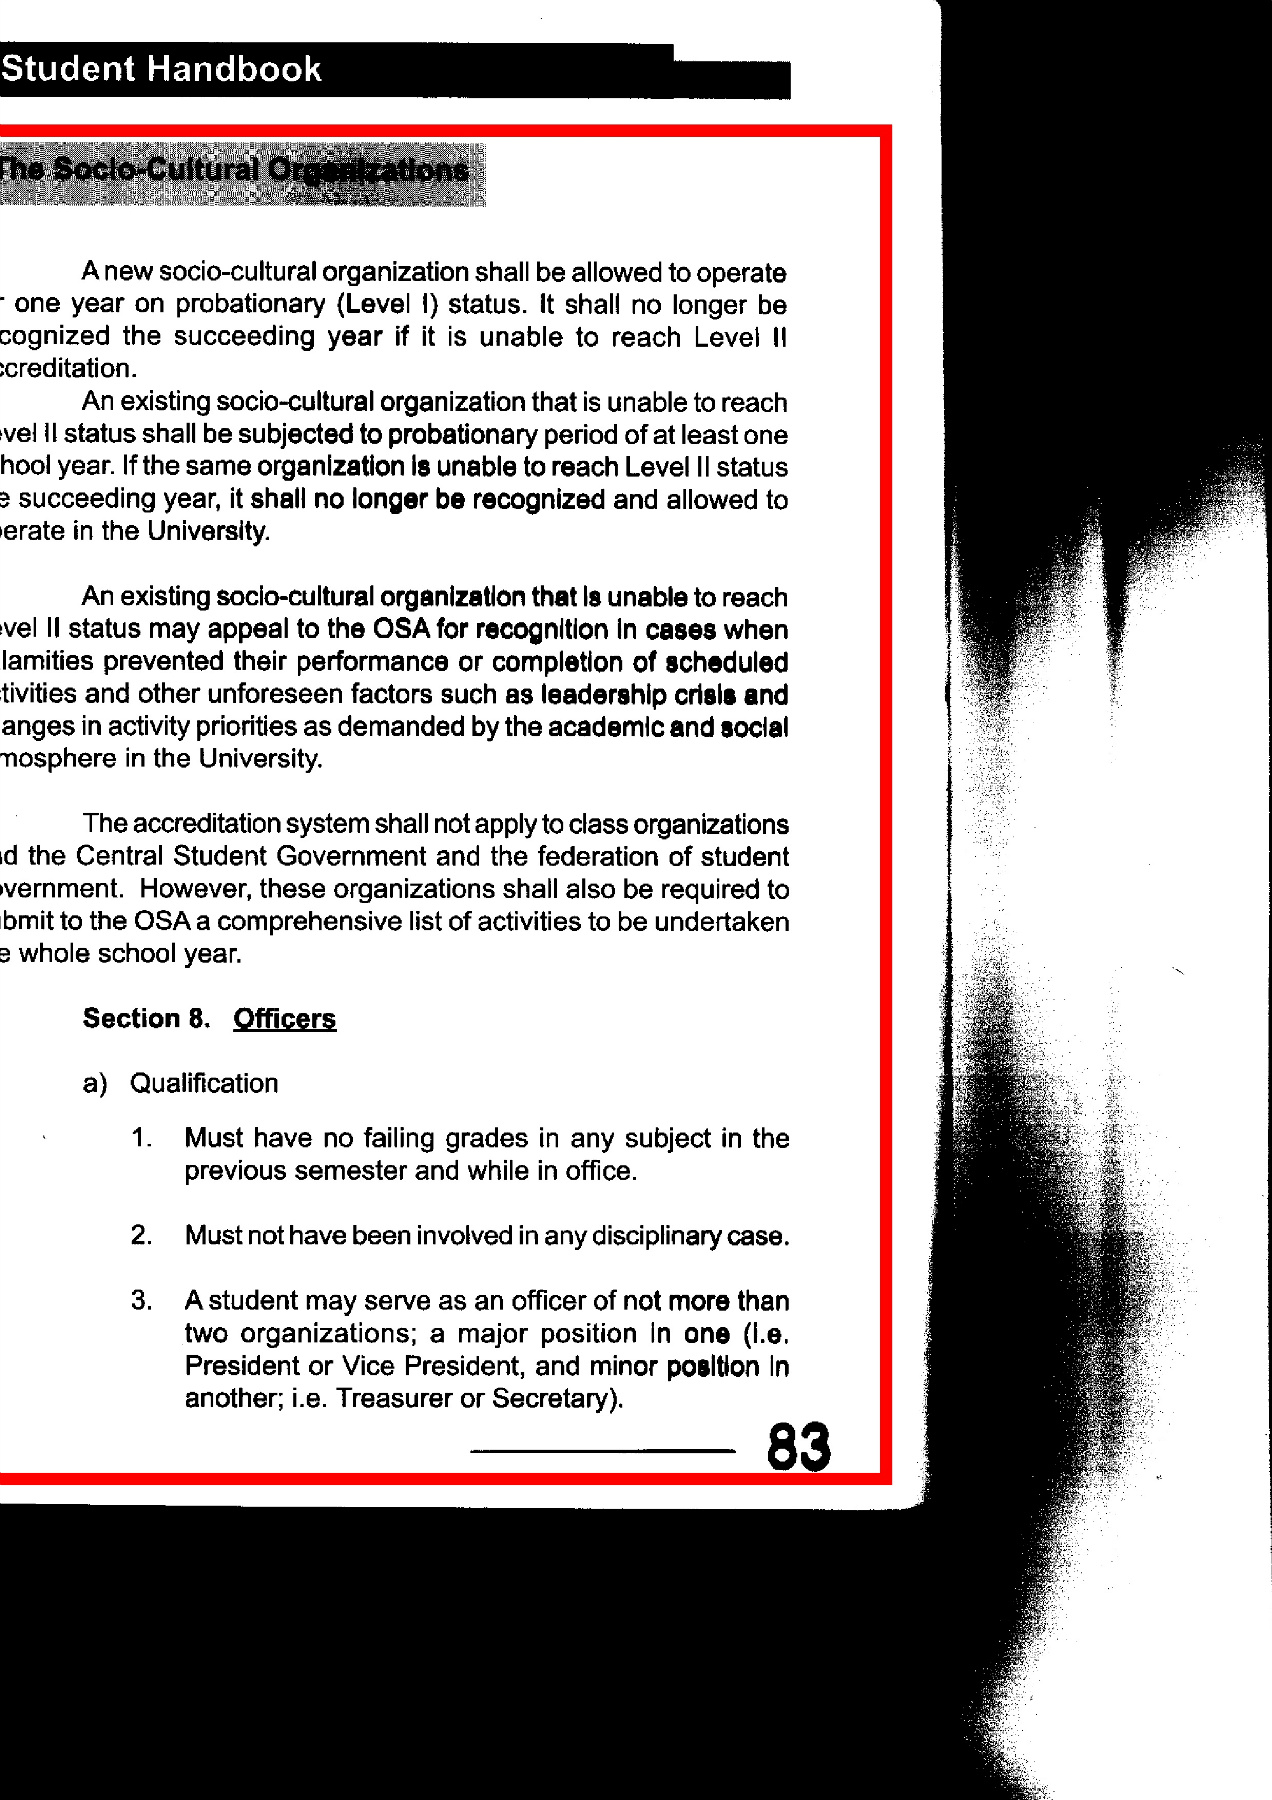 Student Handbook
The Socio-Cultural Organizations
A new socio-cultural organization shall be allowed to operate
one year on probationary (Level I) status. It shall no longer be
cognized the succeeding year if it is unable to reach Level II
ccreditation.
An existing socio-cultural organization that is unable to reach
vel II status shall be subjected to probationary period of at least one
hool year. If the same organization is unable to reach Level II status
e succeeding year, it shall no longer be recognized and allowed to
erate in the University.
An existing socio-cultural organization that is unable to reach
vel II status may appeal to the OSA for recognition in cases when
lamities prevented their performance or completion of scheduled
tivities and other unforeseen factors such as leadership crisis and
anges in activity priorities as demanded by the academic and social
mosphere in the University.
The accreditation system shall not apply to class organizations
d the Central Student Government and the federation of student
vernment. However, these organizations shall also be required to
bmit to the OSA a comprehensive list of activities to be undertaken
e whole school year.
Section 8. Officers
a) Qualification
1. Must have no failing grades in any subject in the
previous semester and while in office.
2. Must not have been involved in any disciplinary case.
3. A student may serve as an officer of not more than
two organizations; a major position in one (i.e.
President or Vice President, and minor position in
another; i.e. Treasurer or Secretary).
83